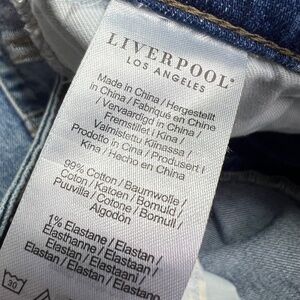 LIVERPOOL
LOS ANGELES
Made in China / Hergestellt
in China / Fabriqué en Chine
/ Vervaardigd in China /
Fremstillet i Kina /
Valmistettu Kiinassa /
Prodotto in Cina / Produsert i
Kina / Hecho en China
99% Cotton / Baumwolle /
Coton / Katoen / Bomuld /
Puuvilla / Cotone / Bomull /
Algodón
1% Elastane / Elastan /
Elasthanne / Elastaan /
Elastan / Elastaani /
Elastan / Elastan /
30